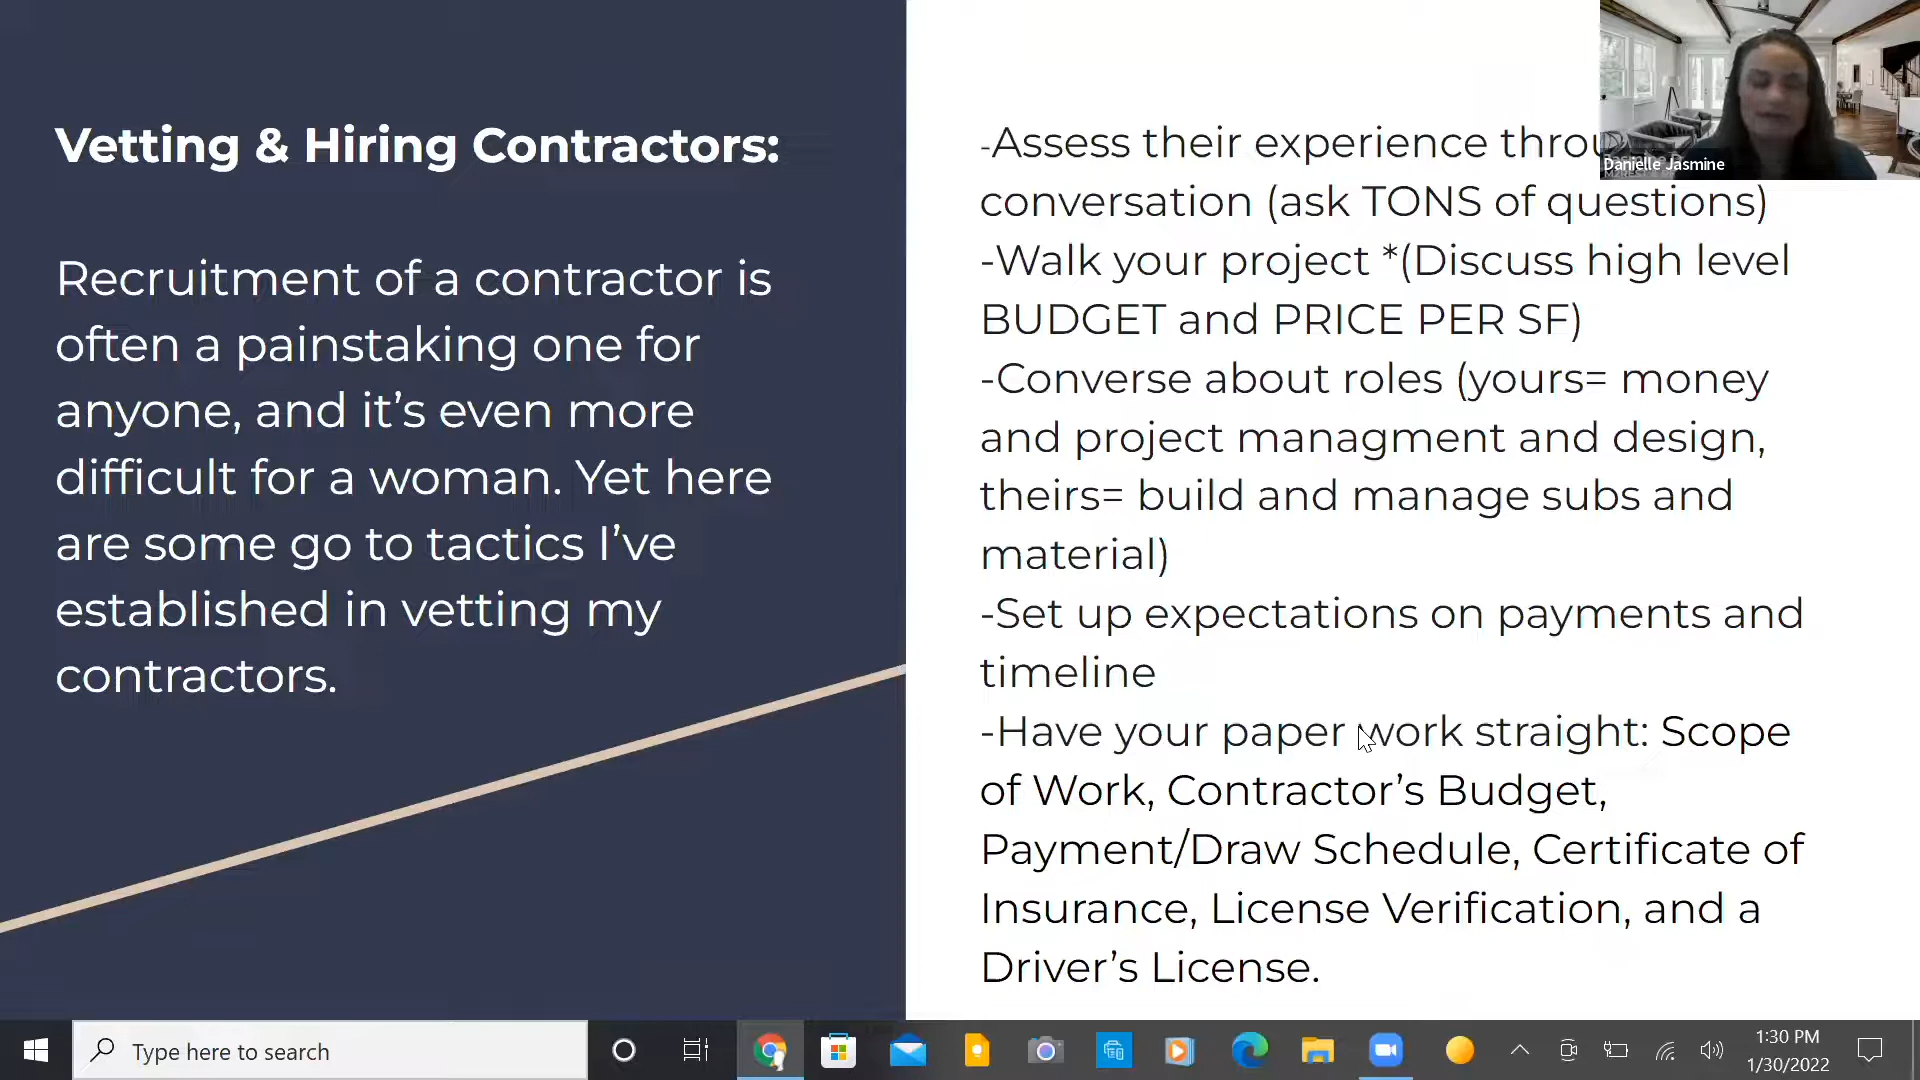 Vetting & Hiring Contractors:
Recruitment of a contractor is
often a painstaking one for
anyone, and it's even more
difficult for a woman. Yet here
are some go to tactics I've
established in vetting my
contractors.
-Assess their experience
conversation (ask TONS of questions)
-Walk your project *(Discuss high level
BUDGET and PRICE PER SF)
-Converse about roles (yours= money
and project managment and design,
theirs= build and manage subs and
material)
-Set up expectations on payments and
timeline
-Have your paper work straight: Scope
of Work, Contractor's Budget,
Payment/Draw Schedule, Certificate of
Insurance, License Verification, and a
Driver's License.
Danielle Jasmine
Type here to search
1:30 PM
1/30/2022